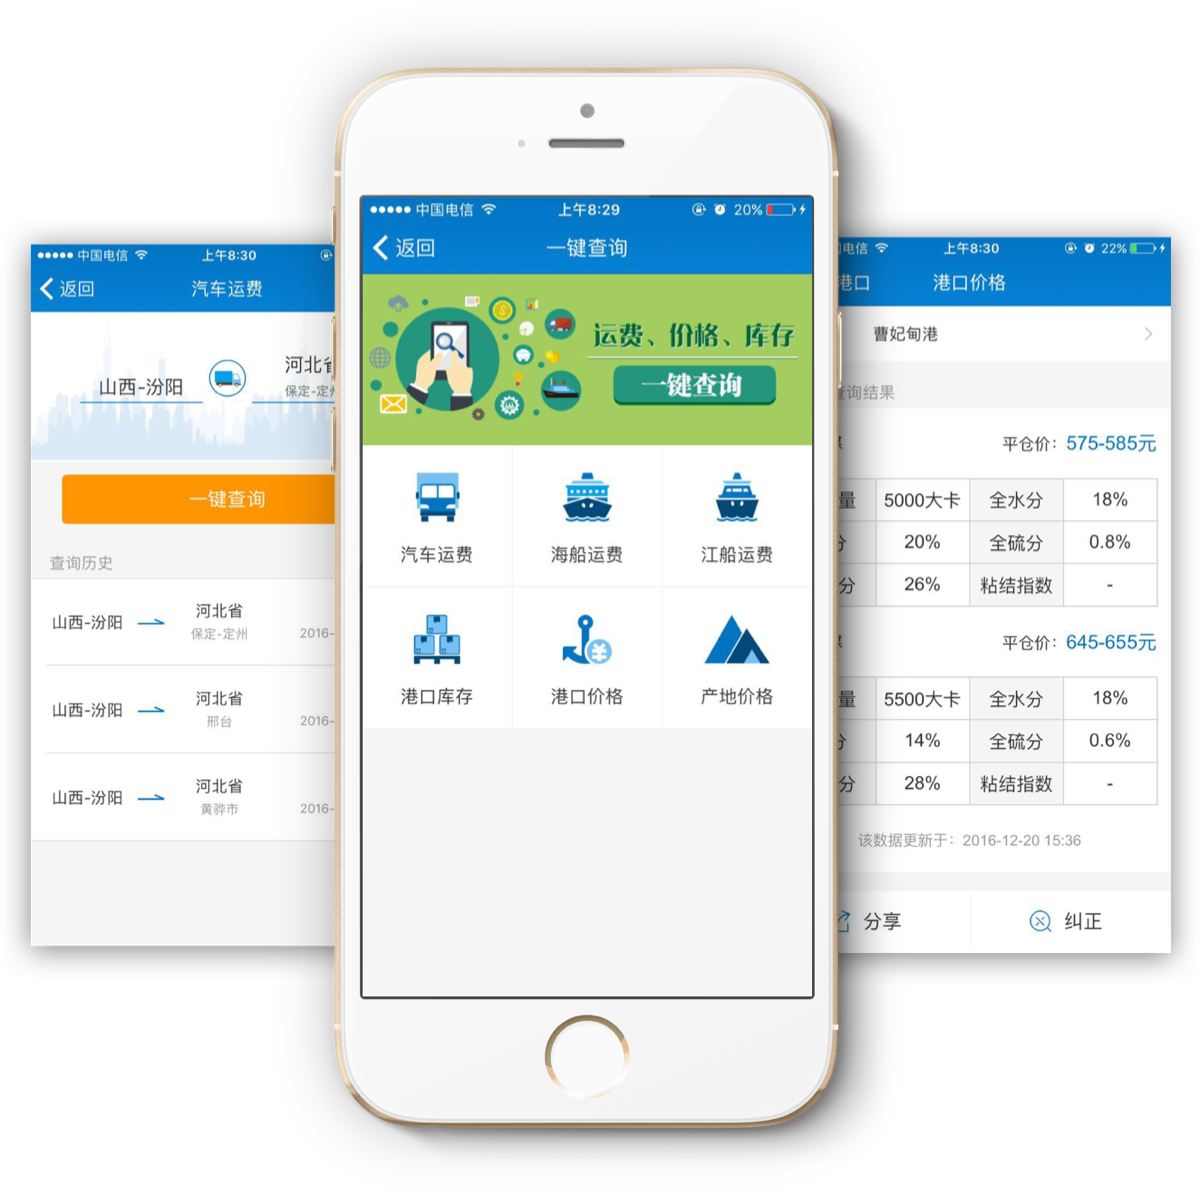 中国电信 上午8:30
返回 汽车运费
山西-汾阳
河北省
保定-定州
一键查询
查询历史
山西-汾阳 河北省
保定-定州 2016-
山西-汾阳 河北省
邢台 2016-
山西-汾阳 河北省
黄骅市 2016-
中国电信 上午8:29 20%
返回 一键查询
运费、价格、库存
一键查询
汽车运费 海船运费 江船运费
港口库存 港口价格 产地价格
电信 上午8:30 22%
港口 港口价格
曹妃甸港
查询结果
平仓价: 575-585元
量 5000大卡 全水分 18%
分 20% 全硫分 0.8%
分 26% 粘结指数 -
平仓价: 645-655元
量 5500大卡 全水分 18%
分 14% 全硫分 0.6%
分 28% 粘结指数 -
该数据更新于: 2016-12-20 15:36
分享 纠正